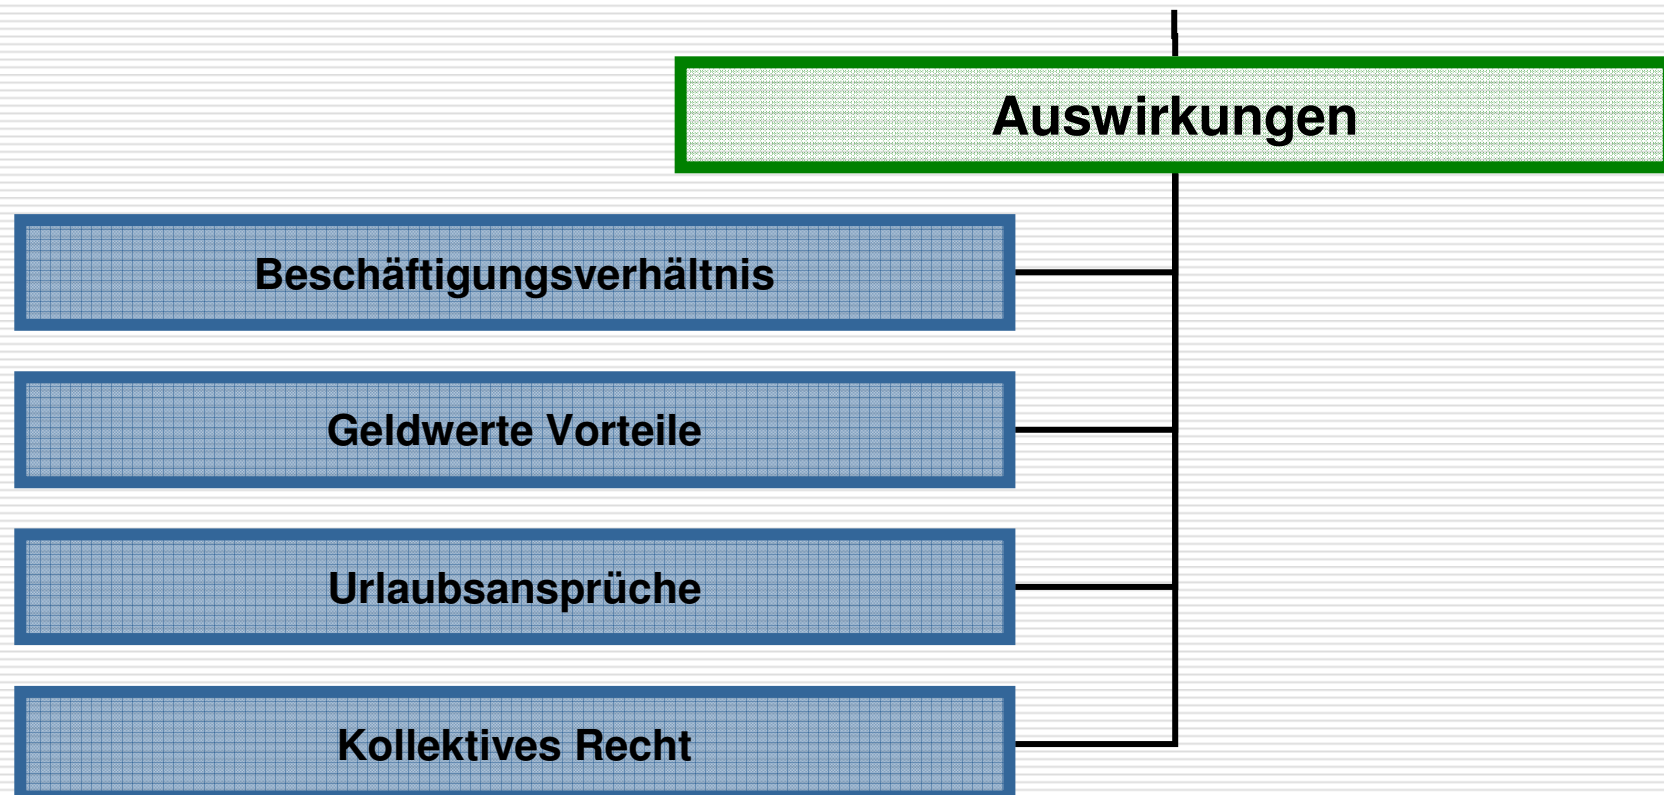 Auswirkungen
Beschäftigungsverhältnis
Geldwerte Vorteile
Urlaubsansprüche
Kollektives Recht